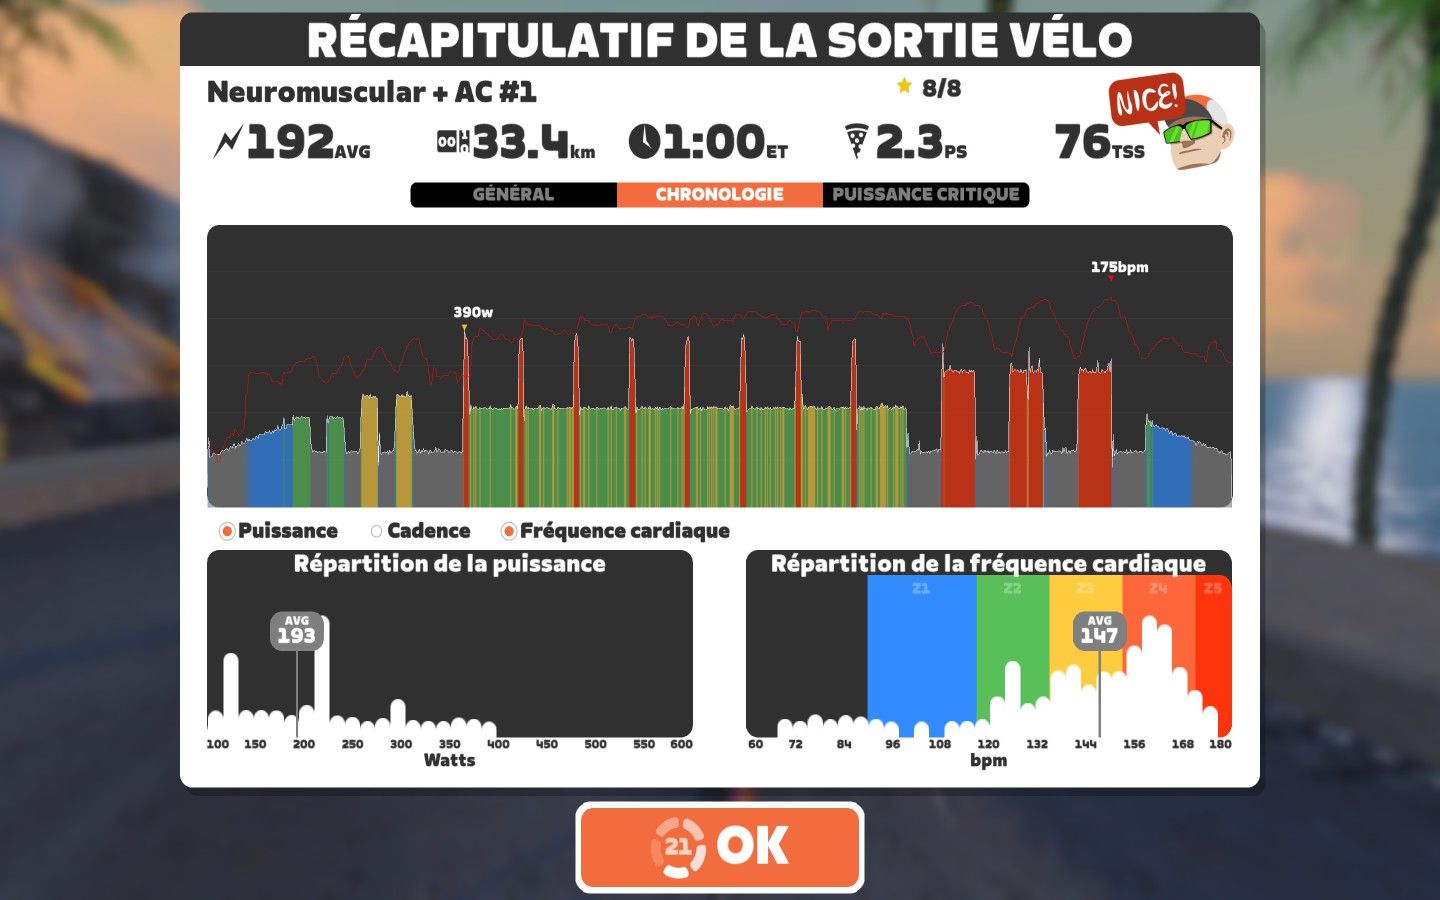 RÉCAPITULATIF DE LA SORTIE VÉLO
Neuromuscular + AC #1
8/8
NICE!
192AVG
33.4km
1:00ET
2.3PS
76TSS
GÉNÉRAL
CHRONOLOGIE
PUISSANCE CRITIQUE
175bpm
390w
Puissance
Cadence
Fréquence cardiaque
Répartition de la puissance
AVG
193
100 150 200 250 300 350 400 450 500 550 600
Watts
Répartition de la fréquence cardiaque
Z1 Z2 Z3 Z4 Z5
AVG
147
60 72 84 96 108 120 132 144 156 168 180
bpm
21 OK